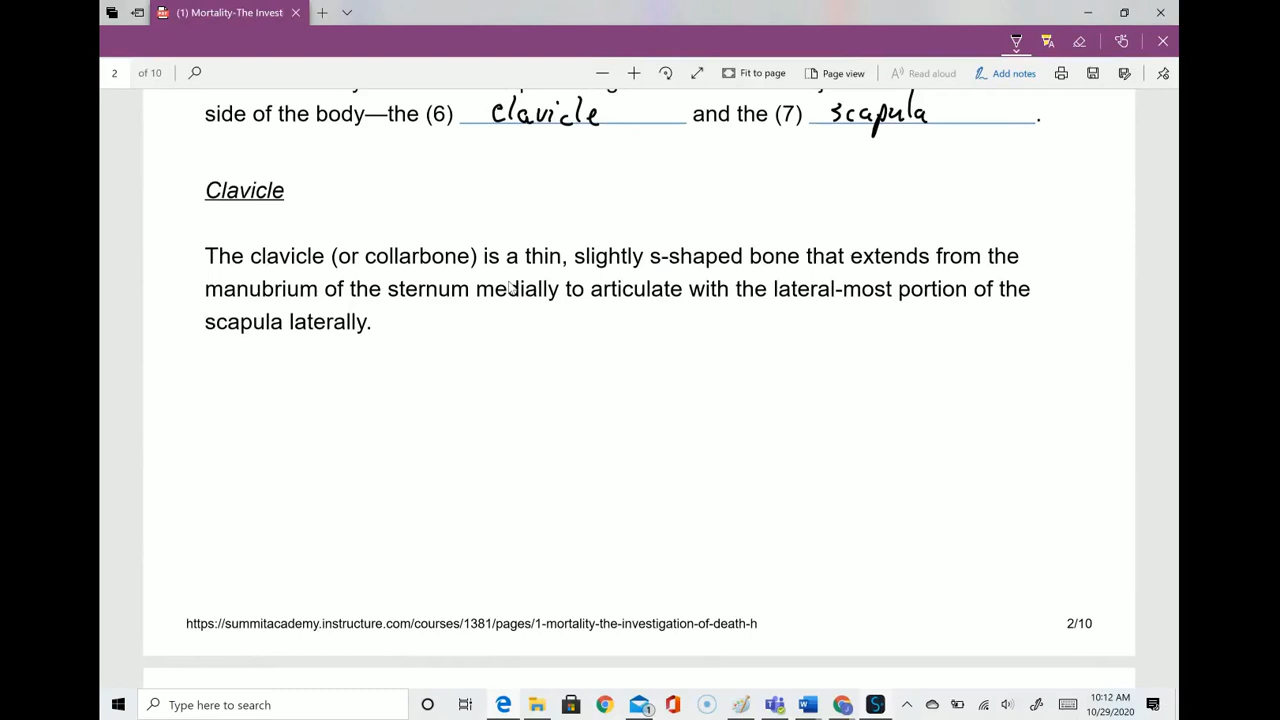 (1) Mortality-The Invest
2 of 10 Fit to page Page view Read aloud Add notes
side of the body—the (6) clavicle and the (7) scapula.
Clavicle
The clavicle (or collarbone) is a thin, slightly s-shaped bone that extends from the
manubrium of the sternum medially to articulate with the lateral-most portion of the
scapula laterally.
https://summitacademy.instructure.com/courses/1381/pages/1-mortality-the-investigation-of-death-h 2/10
Type here to search
10:12 AM
10/29/2020